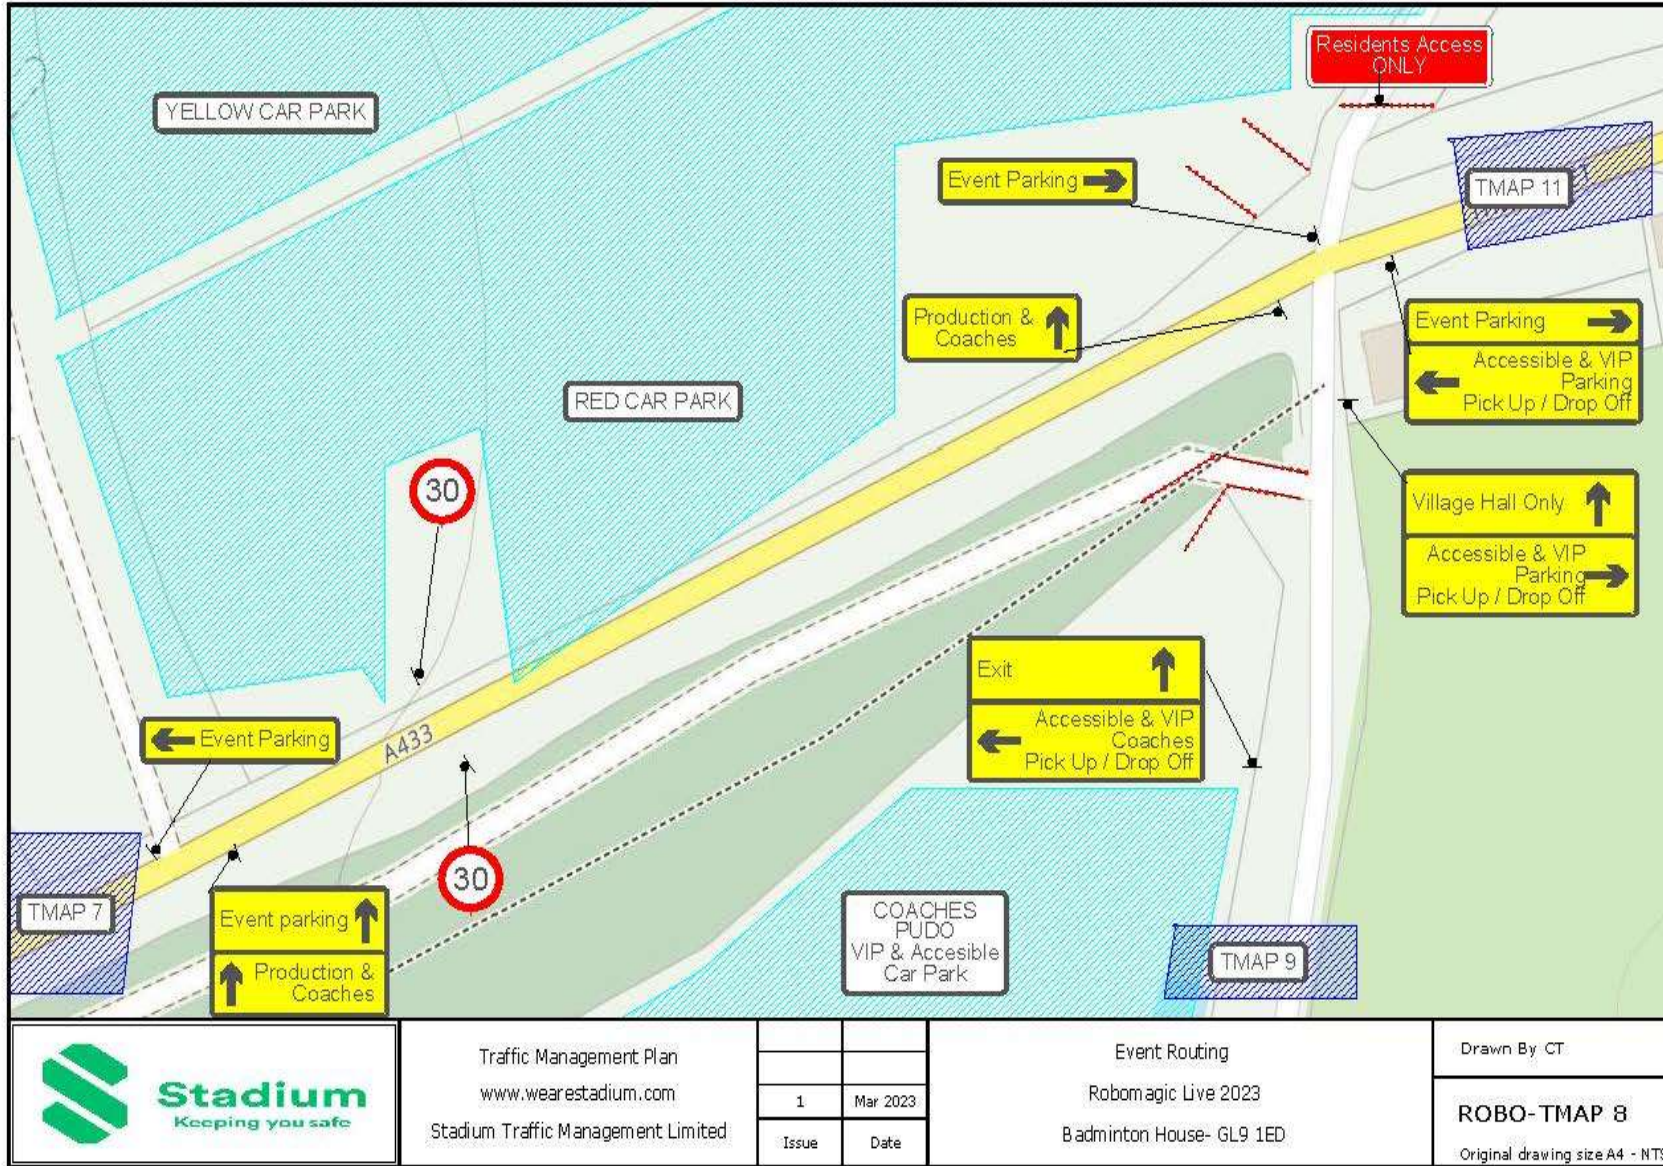 Residents Access
ONLY
YELLOW CAR PARK
Event Parking
TMAP 11
Production &
Coaches
Event Parking
Accessible & VIP
Parking
Pick Up / Drop Off
RED CAR PARK
30
Village Hall Only
Accessible & VIP
Parking
Pick Up / Drop Off
Exit
Accessible & VIP
Coaches
Pick Up / Drop Off
Event Parking
A433
30
TMAP 7
Event parking
Production &
Coaches
COACHES
PUDO
VIP & Accesible
Car Park
TMAP 9
Stadium
Keeping you safe
Traffic Management Plan
www.wearestadium.com
Stadium Traffic Management Limited
1 Mar 2023
Issue Date
Event Routing
Robomagic Live 2023
Badminton House- GL9 1ED
Drawn By CT
ROBO-TMAP 8
Original drawing size A4 - NTS